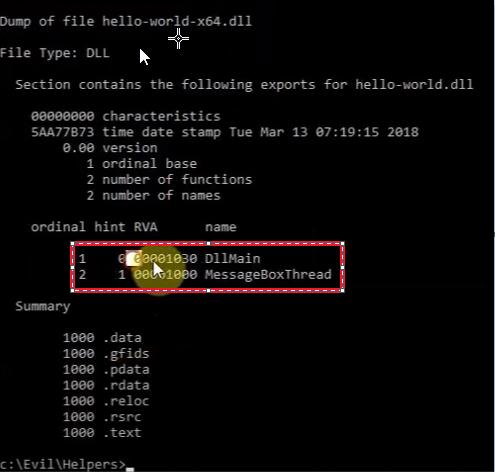 Dump of file hello-world-x64.dll
File Type: DLL
Section contains the following exports for hello-world.dll
00000000 characteristics
5AA77B73 time date stamp Tue Mar 13 07:19:15 2018
0.00 version
1 ordinal base
2 number of functions
2 number of names
ordinal hint RVA name
1 0 00001030 DllMain
2 1 00001000 MessageBoxThread
Summary
1000 .data
1000 .gfids
1000 .pdata
1000 .rdata
1000 .reloc
1000 .rsrc
1000 .text
c:\Evil\Helpers>